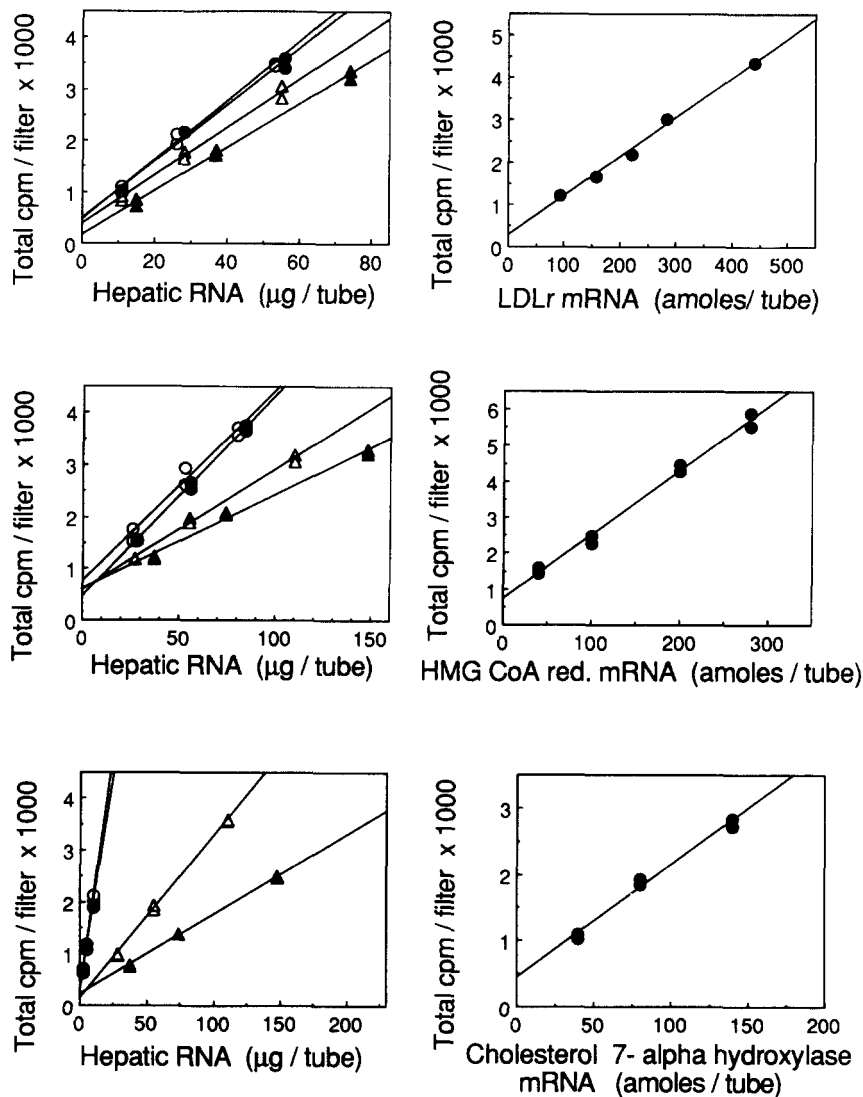 Total cpm / filter x 1000
4
3
2
1
0
0 20 40 60 80
Hepatic RNA (µg / tube)
Total cpm / filter x 1000
5
4
3
2
1
0
0 100 200 300 400 500
LDLr mRNA (amoles/ tube)
Total cpm / filter x 1000
4
3
2
1
0
0 50 100 150
Hepatic RNA (µg / tube)
Total cpm / filter x 1000
6
5
4
3
2
1
0
0 100 200 300
HMG CoA red. mRNA (amoles / tube)
Total cpm / filter x 1000
4
3
2
1
0
0 50 100 150 200
Hepatic RNA (µg / tube)
Total cpm / filter x 1000
3
2
1
0
0 50 100 150 200
Cholesterol 7- alpha hydroxylase
mRNA (amoles / tube)